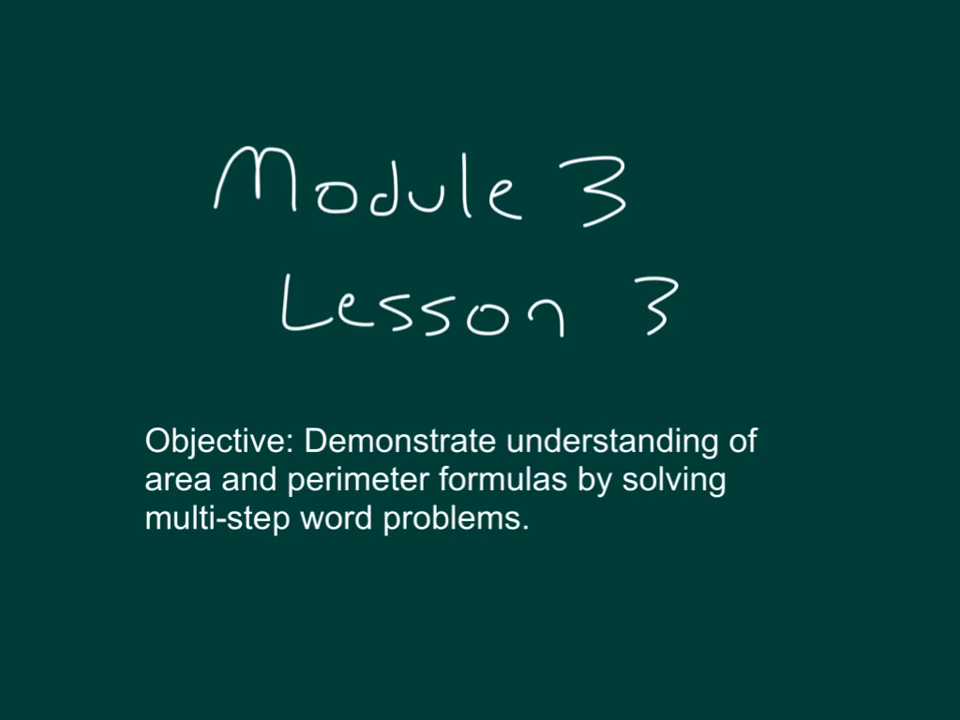 Module 3
Lesson 3
Objective: Demonstrate understanding of
area and perimeter formulas by solving
multi-step word problems.